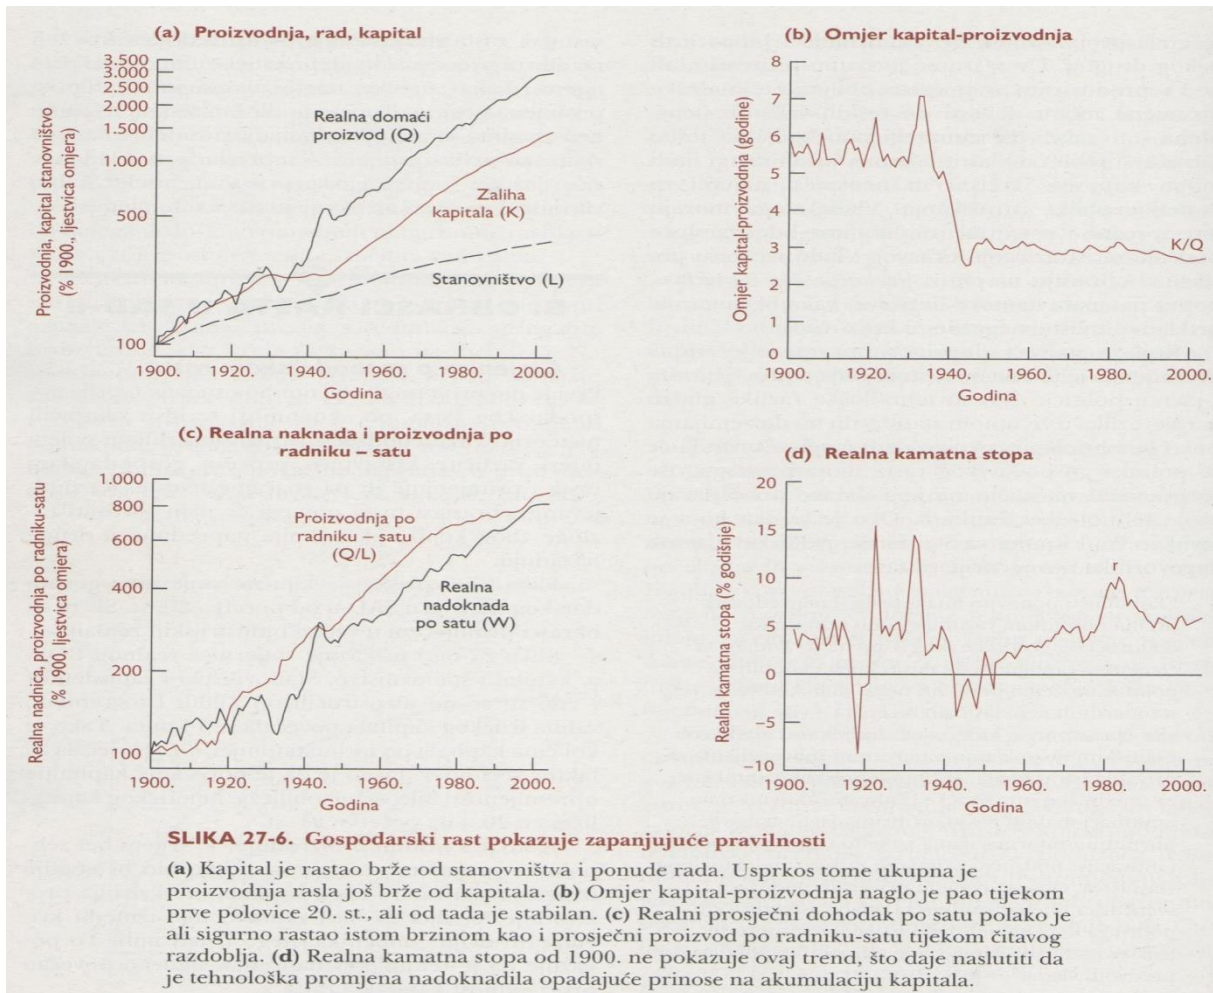 (a) Proizvodnja, rad, kapital
Proizvodnja, kapital stanovništvo
(% 1900., ljestvica omjera)
3.500
3.000
2.500
2.000
1.500
1.000
500
100
Realna domaći
proizvod (Q)
Zaliha
kapitala (K)
Stanovništvo (L)
1900. 1920. 1940. 1960. 1980. 2000.
Godina
(b) Omjer kapital-proizvodnja
Omjer kapital-proizvodnja (godine)
8
7
6
5
4
3
2
1
0
K/Q
1900. 1920. 1940. 1960. 1980. 2000.
Godina
(c) Realna naknada i proizvodnja po
radniku – satu
Realna nadnica, proizvodnja po radniku-satu
(% 1900, ljestvica omjera)
1.000
800
600
400
200
100
Proizvodnja po
radniku – satu
(Q/L)
Realna
nadoknada
po satu (W)
1900. 1920. 1940. 1960. 1980. 2000.
Godina
(d) Realna kamatna stopa
Realna kamatna stopa (% godišnje)
20
15
10
5
0
−5
−10
r
1900. 1920. 1940. 1960. 1980. 2000.
Godina
SLIKA 27-6. Gospodarski rast pokazuje zapanjujuće pravilnosti
(a) Kapital je rastao brže od stanovništva i ponude rada. Usprkos tome ukupna je
proizvodnja rasla još brže od kapitala. (b) Omjer kapital-proizvodnja naglo je pao tijekom
prve polovice 20. st., ali od tada je stabilan. (c) Realni prosječni dohodak po satu polako je
ali sigurno rastao istom brzinom kao i prosječni proizvod po radniku-satu tijekom čitavog
razdoblja. (d) Realna kamatna stopa od 1900. ne pokazuje ovaj trend, što daje naslutiti da
je tehnološka promjena nadoknadila opadajuće prinose na akumulaciju kapitala.